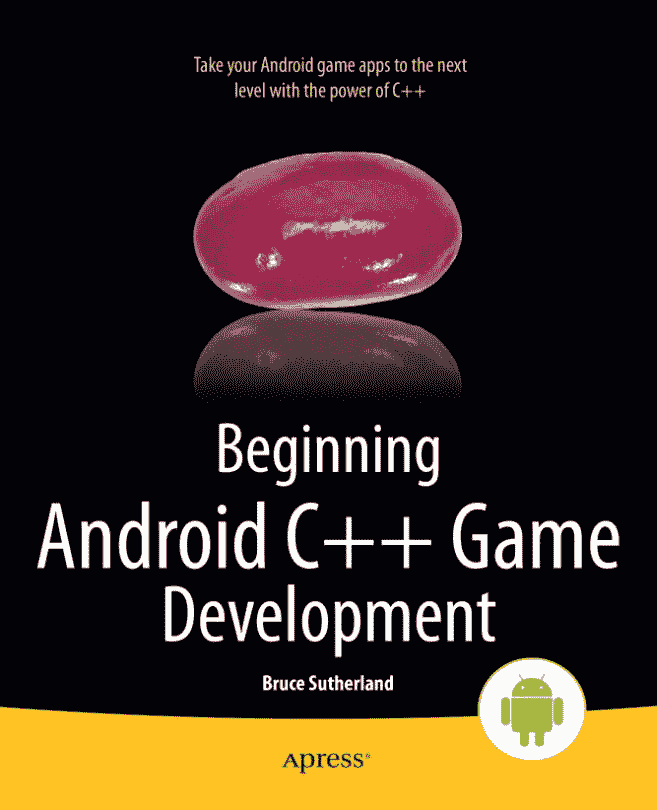 Take your Android game apps to the next
level with the power of C++
Beginning
Android C++ Game
Development
Bruce Sutherland
Apress®